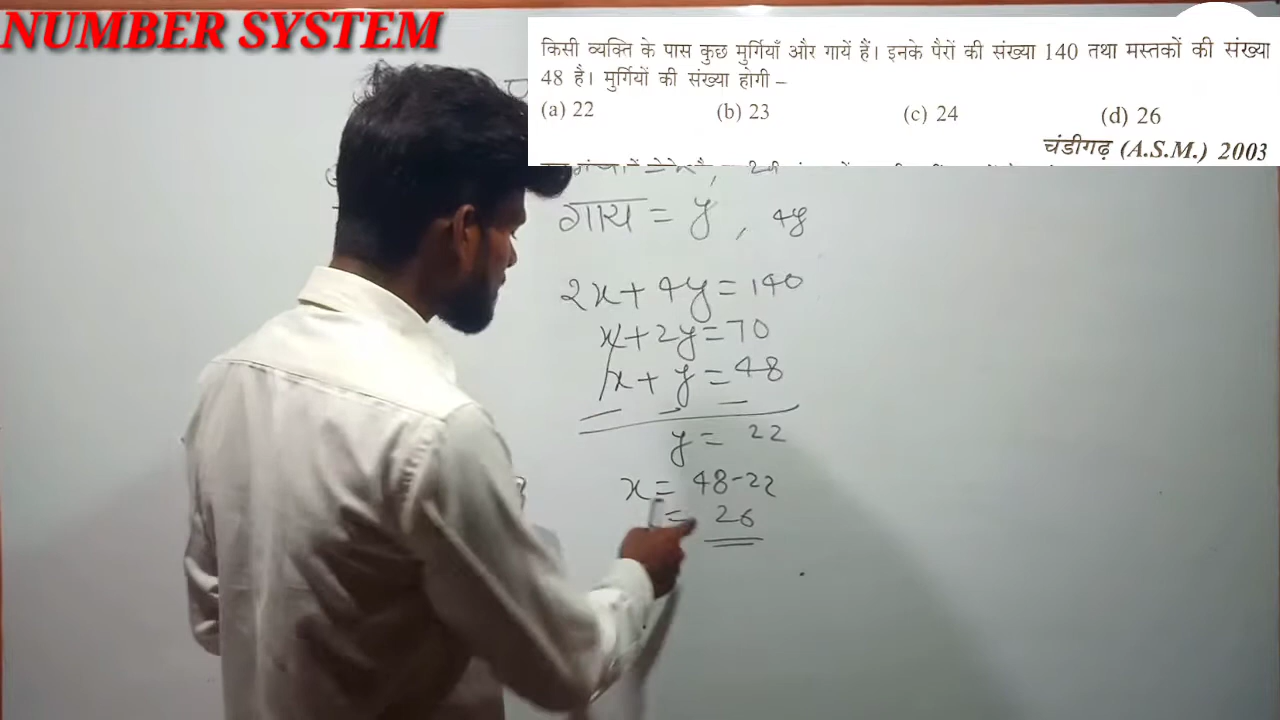 NUMBER SYSTEM
किसी व्यक्ति के पास कुछ मुर्गियाँ और गायें हैं। इनके पैरों की संख्या 140 तथा मस्तकों की संख्या
48 है। मुर्गियों की संख्या होगी –
(a) 22 (b) 23 (c) 24 (d) 26
चंडीगढ़ (A.S.M.) 2003
गाय = y , 4y
2x + 4y = 140
x + 2y = 70
x + y = 48
y = 22
x = 48-22
= 26